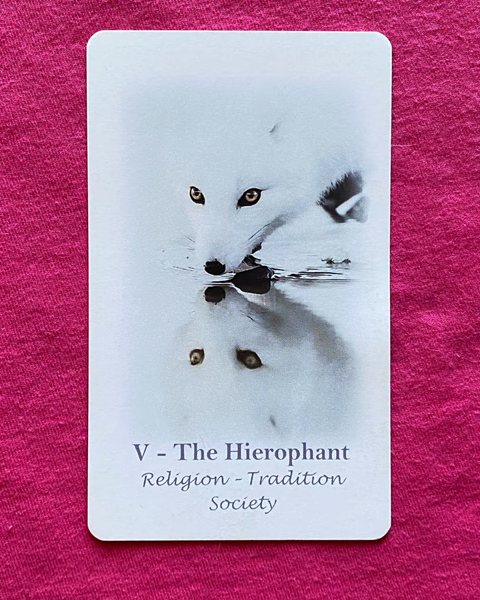 V - The Hierophant
Religion - Tradition
Society